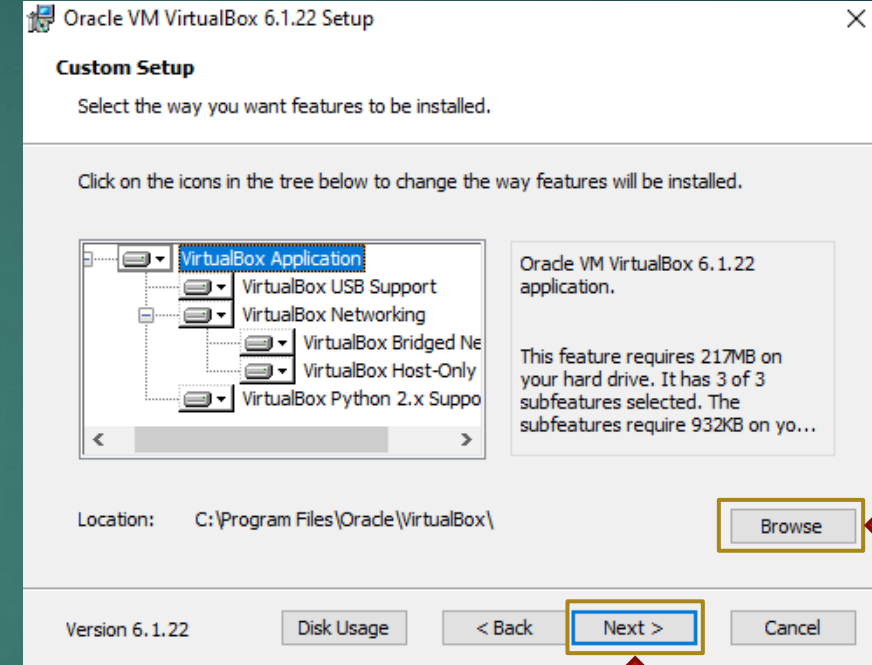 Oracle VM VirtualBox 6.1.22 Setup
Custom Setup
Select the way you want features to be installed.
Click on the icons in the tree below to change the way features will be installed.
VirtualBox Application
VirtualBox USB Support
VirtualBox Networking
VirtualBox Bridged Ne
VirtualBox Host-Only
VirtualBox Python 2.x Suppo
Oracle VM VirtualBox 6.1.22
application.
This feature requires 217MB on
your hard drive. It has 3 of 3
subfeatures selected. The
subfeatures require 932KB on yo...
Location: C:\Program Files\Oracle\VirtualBox\
Browse
Version 6.1.22
Disk Usage
< Back
Next >
Cancel